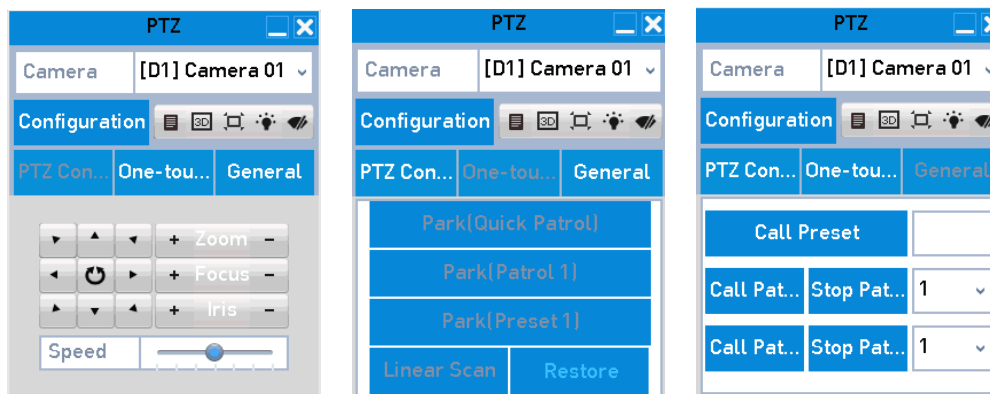 PTZ
Camera [D1] Camera 01
Configuration 3D
PTZ Con... One-tou... General
+ Zoom -
+ Focus -
+ Iris -
Speed
PTZ
Camera [D1] Camera 01
Configuration 3D
PTZ Con... One-tou... General
Park(Quick Patrol)
Park(Patrol 1)
Park(Preset 1)
Linear Scan Restore
PTZ
Camera [D1] Camera 01
Configuration 3D
PTZ Con... One-tou... General
Call Preset
Call Pat... Stop Pat... 1
Call Pat... Stop Pat... 1